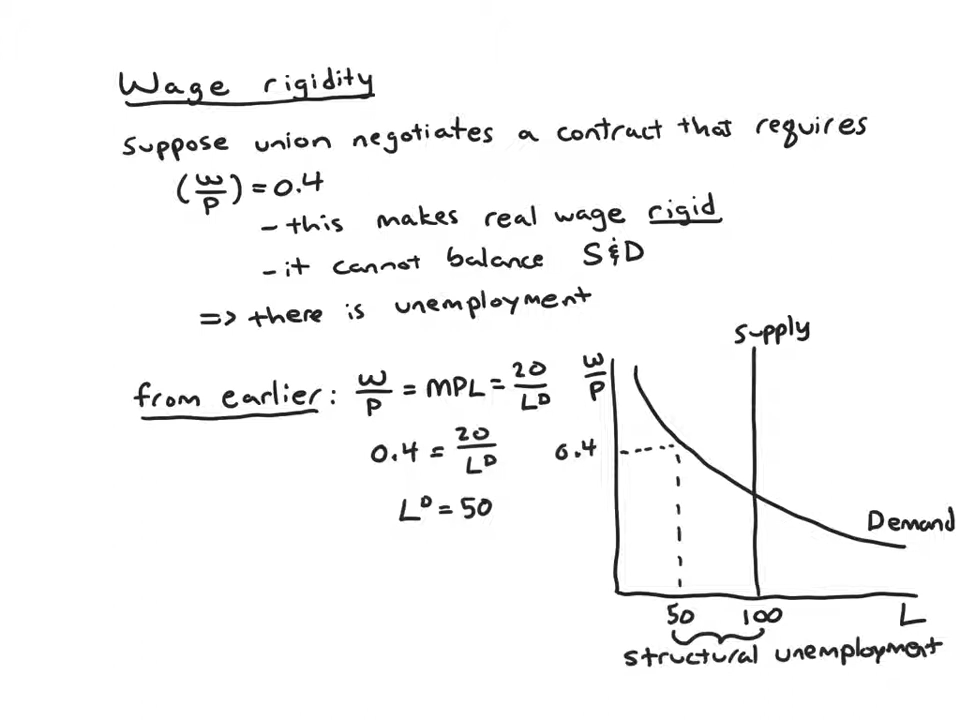 Wage rigidity
Suppose union negotiates a contract that requires
(W/P) = 0.4
- this makes real wage rigid
- it cannot balance S&D
=> there is unemployment
from earlier: W/P = MPL = 20/L^D
0.4 = 20/L^D
L^D = 50
W/P
Supply
0.4
Demand
50 100 L
structural unemployment